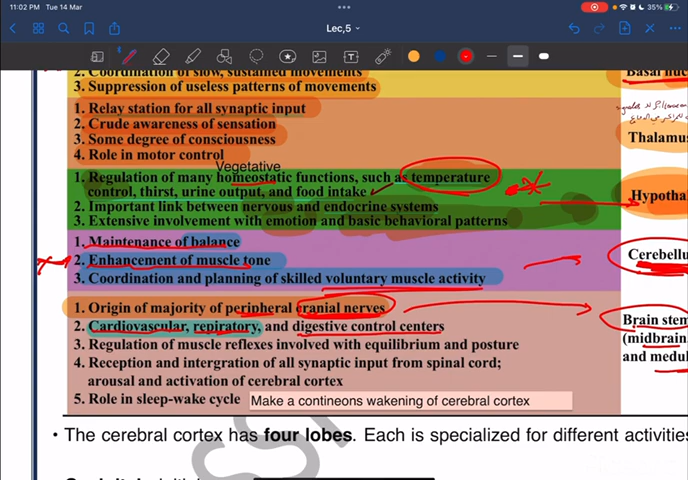 11:02 PM Tue 14 Mar
35%
Lec,5
2. Coordination of slow, sustained movements
3. Suppression of useless patterns of movements
Basal nuc
1. Relay station for all synaptic input
2. Crude awareness of sensation
3. Some degree of consciousness
4. Role in motor control
Thalamus
Vegetative
1. Regulation of many homeostatic functions, such as temperature
control, thirst, urine output, and food intake
2. Important link between nervous and endocrine systems
3. Extensive involvement with emotion and basic behavioral patterns
Hypotha
1. Maintenance of balance
2. Enhancement of muscle tone
3. Coordination and planning of skilled voluntary muscle activity
Cerebellu
1. Origin of majority of peripheral cranial nerves
2. Cardiovascular, repiratory, and digestive control centers
3. Regulation of muscle reflexes involved with equilibrium and posture
4. Reception and intergration of all synaptic input from spinal cord;
arousal and activation of cerebral cortex
5. Role in sleep-wake cycle Make a contineons wakening of cerebral cortex
Brain stem
(midbrain,
and medul
• The cerebral cortex has four lobes. Each is specialized for different activities